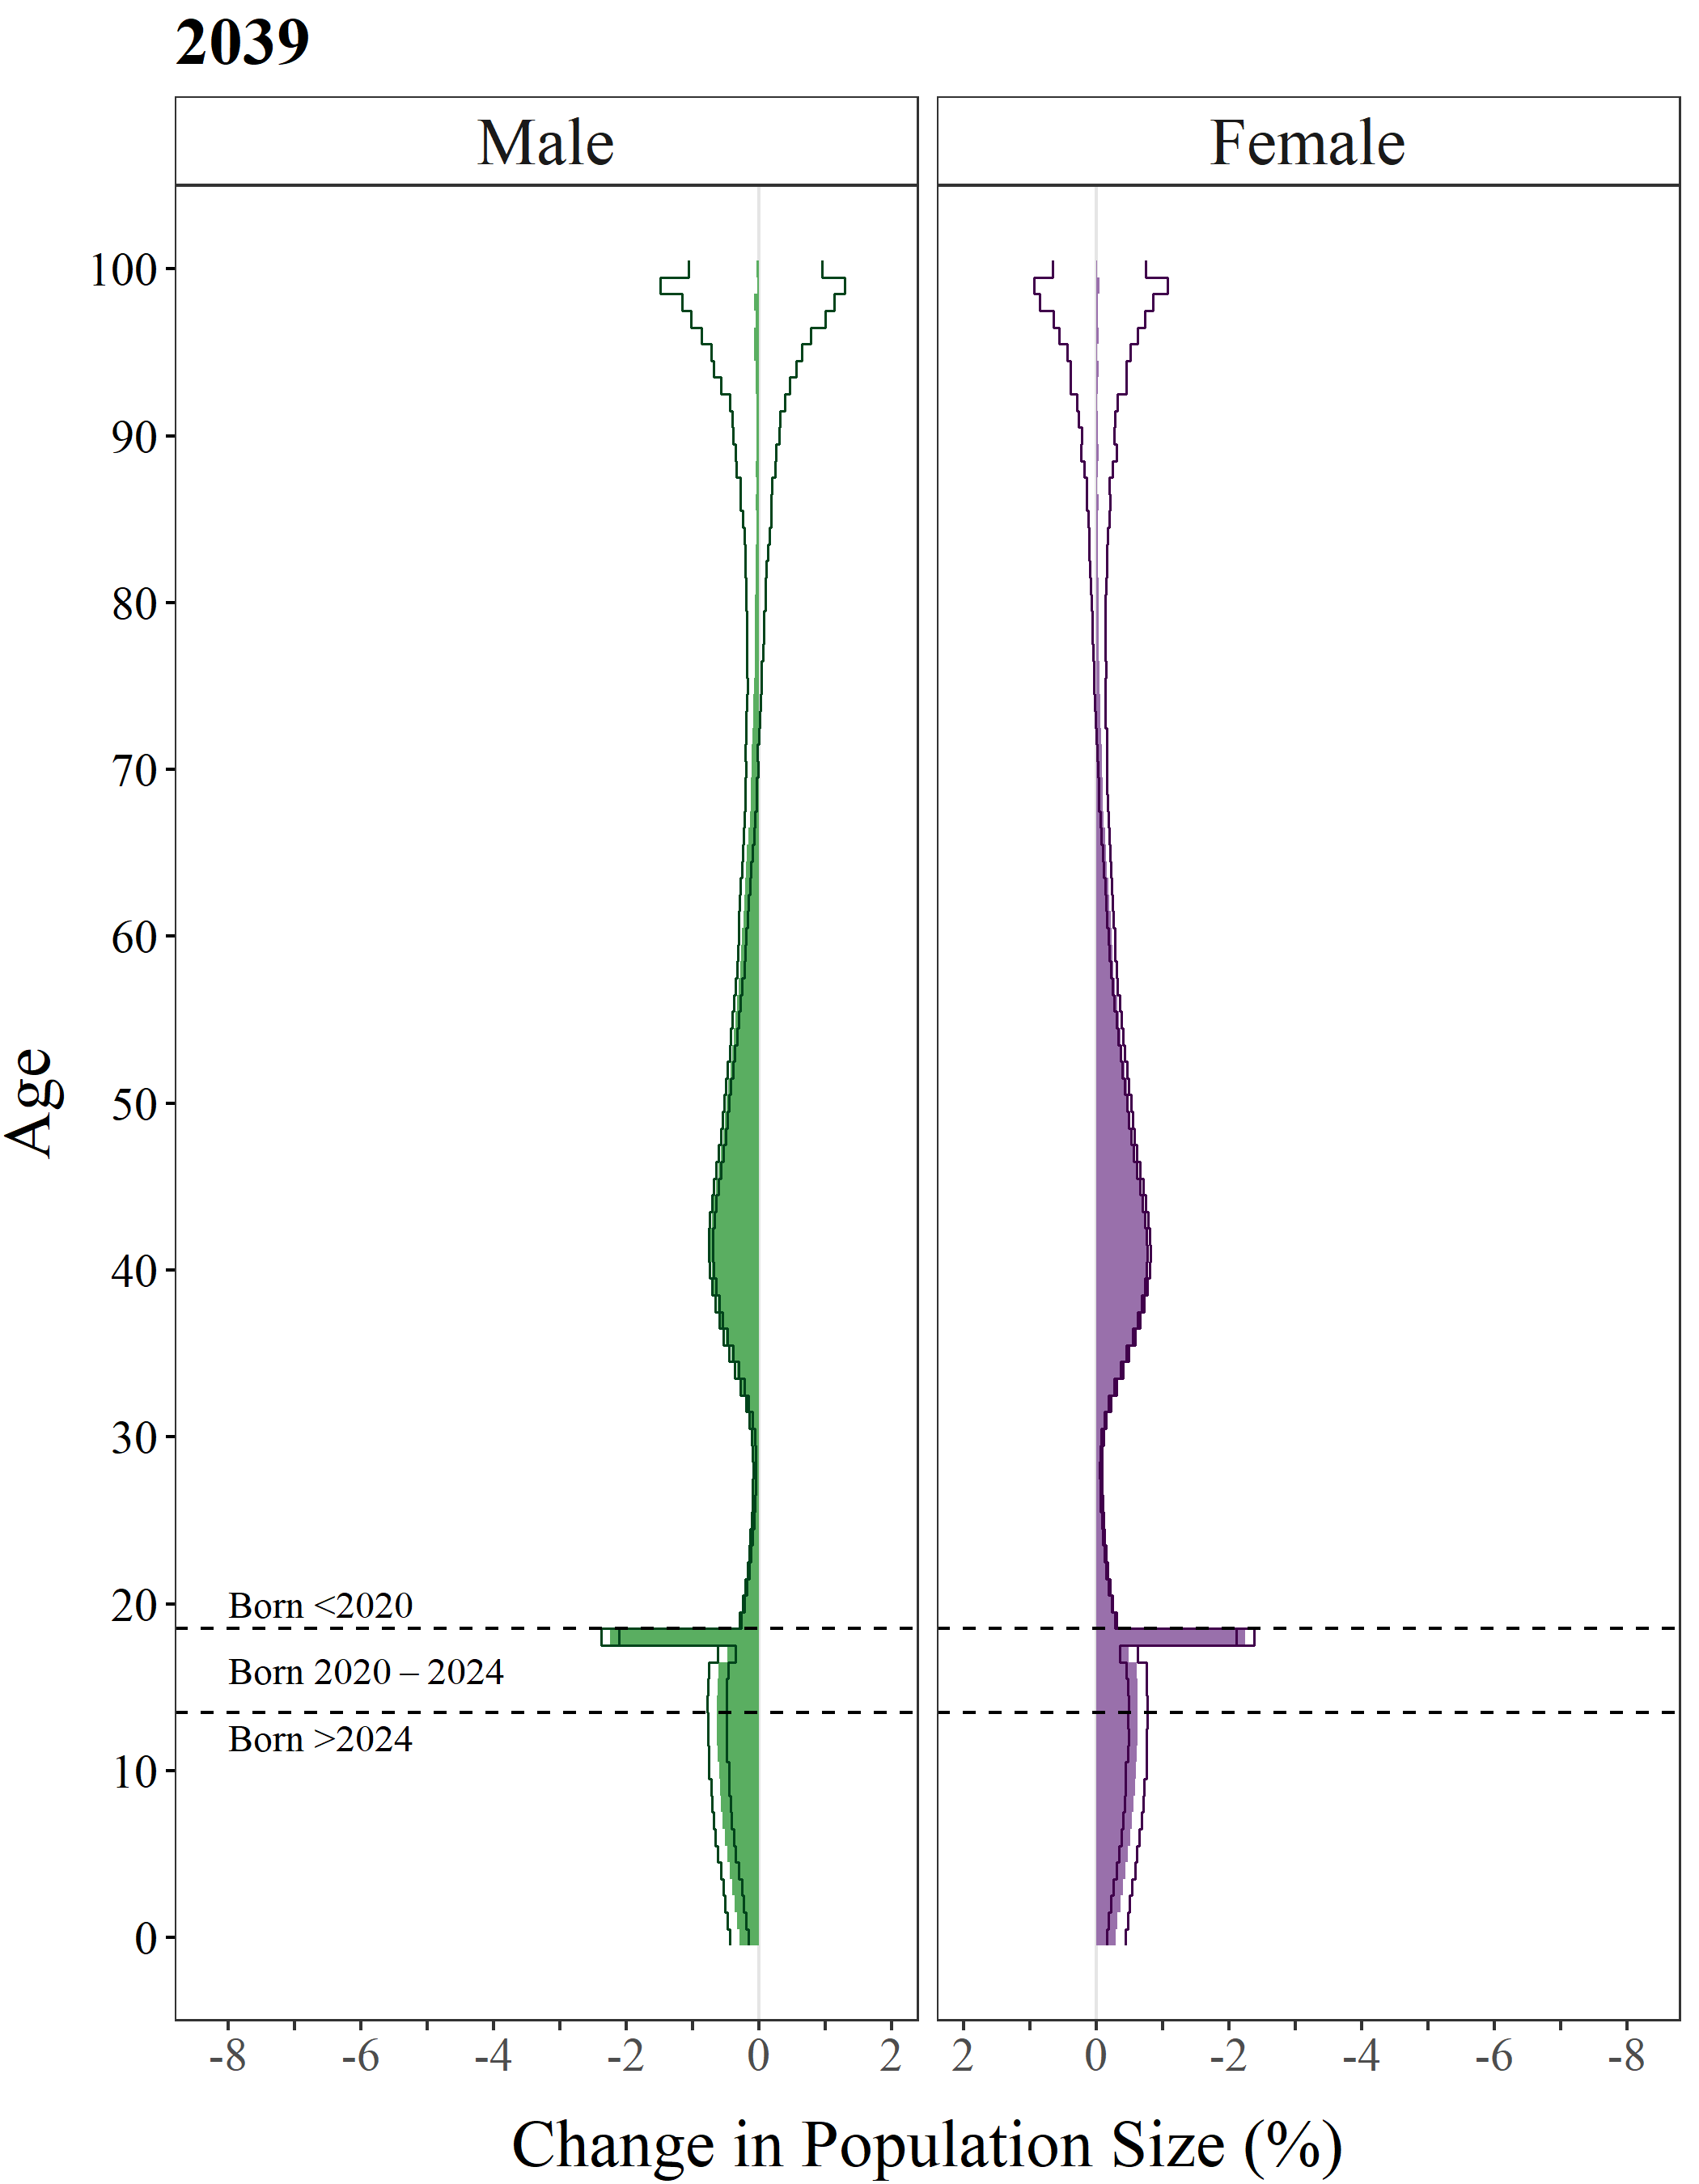 2039
Male
Female
100
90
80
70
60
50
40
30
20
10
0
Age
Born <2020
Born 2020 – 2024
Born >2024
-8 -6 -4 -2 0 2
2 0 -2 -4 -6 -8
Change in Population Size (%)